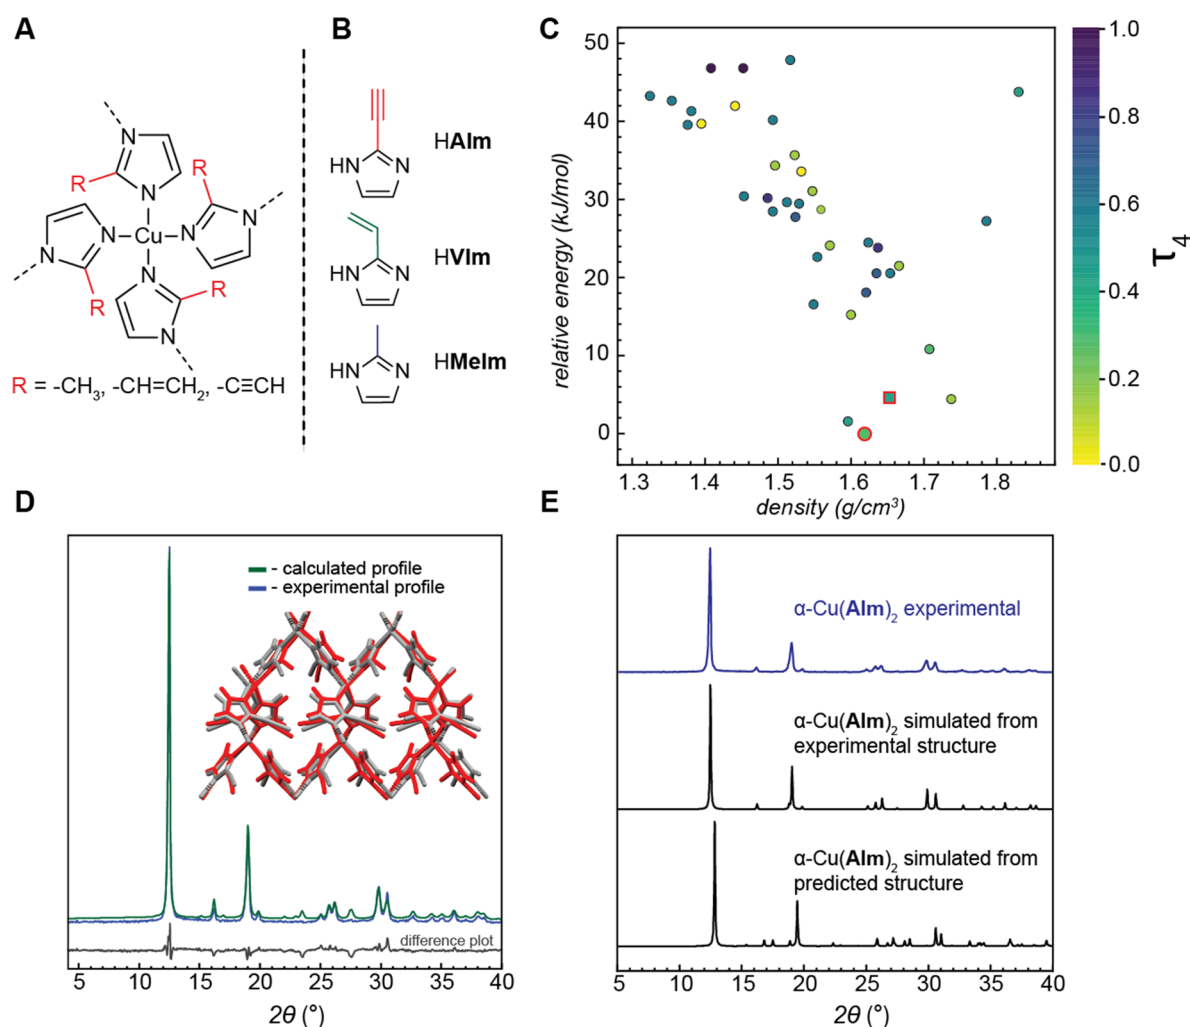 A
B
C
D
E
N
R
N
R
N
N
N
Cu
N
R
N
R
N
R = -CH₃, -CH=CH₂, -C≡CH
HN
N
HAIm
HN
N
HVIm
HN
N
HMeIm
relative energy (kJ/mol)
50
40
30
20
10
0
1.3 1.4 1.5 1.6 1.7 1.8
density (g/cm³)
1.0
0.8
0.6
0.4
0.2
0.0
τ₄
- calculated profile
- experimental profile
difference plot
5 10 15 20 25 30 35 40
2θ (°)
α-Cu(AIm)₂ experimental
α-Cu(AIm)₂ simulated from
experimental structure
α-Cu(AIm)₂ simulated from
predicted structure
5 10 15 20 25 30 35 40
2θ (°)